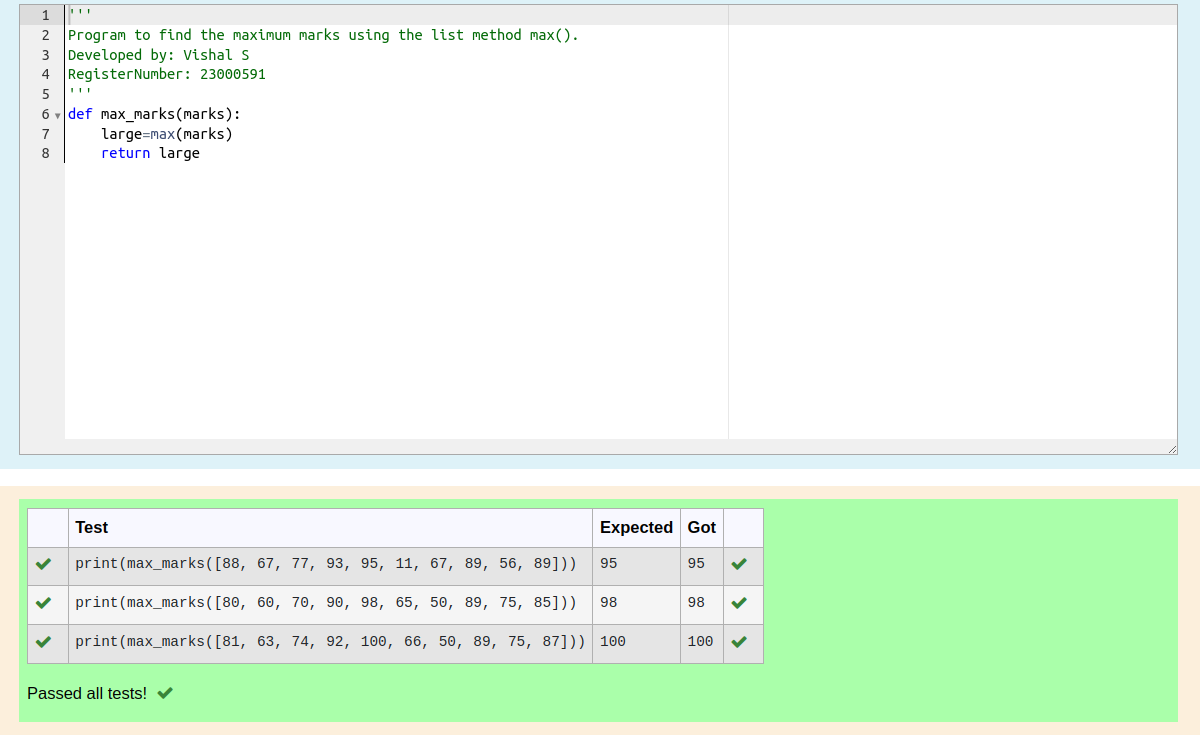 1 '''
2 Program to find the maximum marks using the list method max().
3 Developed by: Vishal S
4 RegisterNumber: 23000591
5 '''
6 def max_marks(marks):
7     large=max(marks)
8     return large
Test Expected Got
print(max_marks([88, 67, 77, 93, 95, 11, 67, 89, 56, 89])) 95 95
print(max_marks([80, 60, 70, 90, 98, 65, 50, 89, 75, 85])) 98 98
print(max_marks([81, 63, 74, 92, 100, 66, 50, 89, 75, 87])) 100 100
Passed all tests!